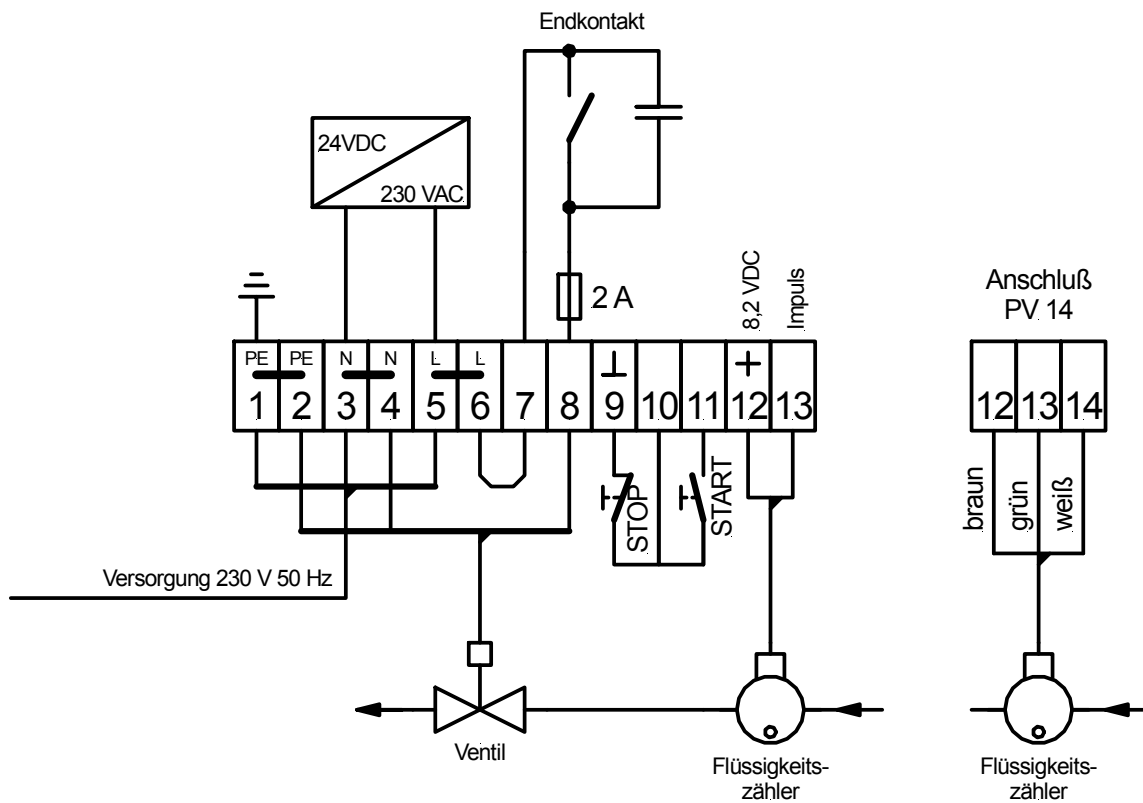 Endkontakt
24VDC
230 VAC
2 A
8,2 VDC
Impuls
Anschluß
PV 14
PE PE N N L L
+
1 2 3 4 5 6 7 8 9 10 11 12 13
12 13 14
STOP
START
braun
grün
weiß
Versorgung 230 V 50 Hz
Ventil
Flüssigkeits-
zähler
Flüssigkeits-
zähler